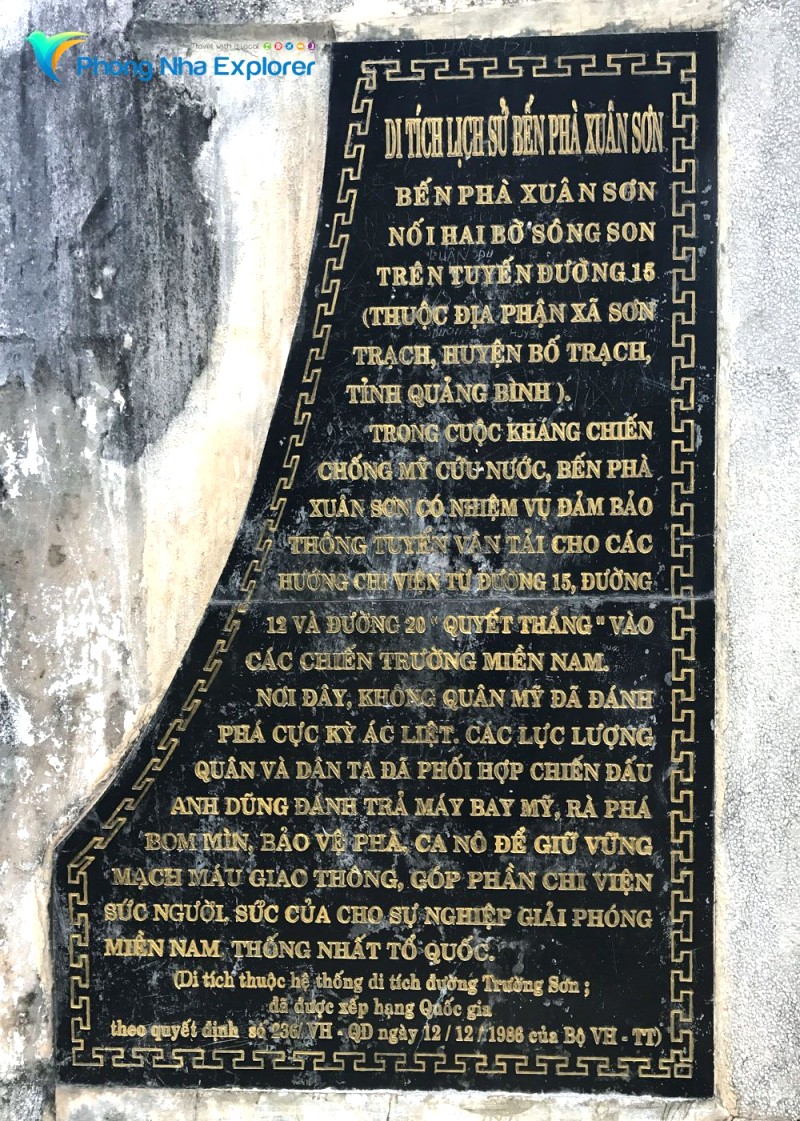 Travel with a Local
Phong Nha Explorer
DI TÍCH LỊCH SỬ BẾN PHÀ XUÂN SƠN
BẾN PHÀ XUÂN SƠN
NỐI HAI BỜ SÔNG SON
TRÊN TUYẾN ĐƯỜNG 15
(THUỘC ĐỊA PHẬN XÃ SƠN
TRẠCH, HUYỆN BỐ TRẠCH,
TỈNH QUẢNG BÌNH ).
TRONG CUỘC KHÁNG CHIẾN
CHỐNG MỸ CỨU NƯỚC, BẾN PHÀ
XUÂN SƠN CÓ NHIỆM VỤ ĐẢM BẢO
THÔNG TUYẾN VẬN TẢI CHO CÁC
HƯỚNG CHI VIỆN TỪ ĐƯỜNG 15, ĐƯỜNG
12 VÀ ĐƯỜNG 20 " QUYẾT THẮNG " VÀO
CÁC CHIẾN TRƯỜNG MIỀN NAM.
NƠI ĐÂY, KHÔNG QUÂN MỸ ĐÃ ĐÁNH
PHÁ CỰC KỲ ÁC LIỆT. CÁC LỰC LƯỢNG
QUÂN VÀ DÂN TA ĐÃ PHỐI HỢP CHIẾN ĐẤU
ANH DŨNG ĐÁNH TRẢ MÁY BAY MỸ, RÀ PHÁ
BOM MÌN, BẢO VỆ PHÀ, CA NÔ ĐỂ GIỮ VỮNG
MẠCH MÁU GIAO THÔNG, GÓP PHẦN CHI VIỆN
SỨC NGƯỜI, SỨC CỦA CHO SỰ NGHIỆP GIẢI PHÓNG
MIỀN NAM, THỐNG NHẤT TỔ QUỐC.
(Di tích thuộc hệ thống di tích đường Trường Sơn ;
đã được xếp hạng Quốc gia
theo quyết định số 236/ VH - QD ngày 12 / 12 / 1986 của Bộ VH - TT)